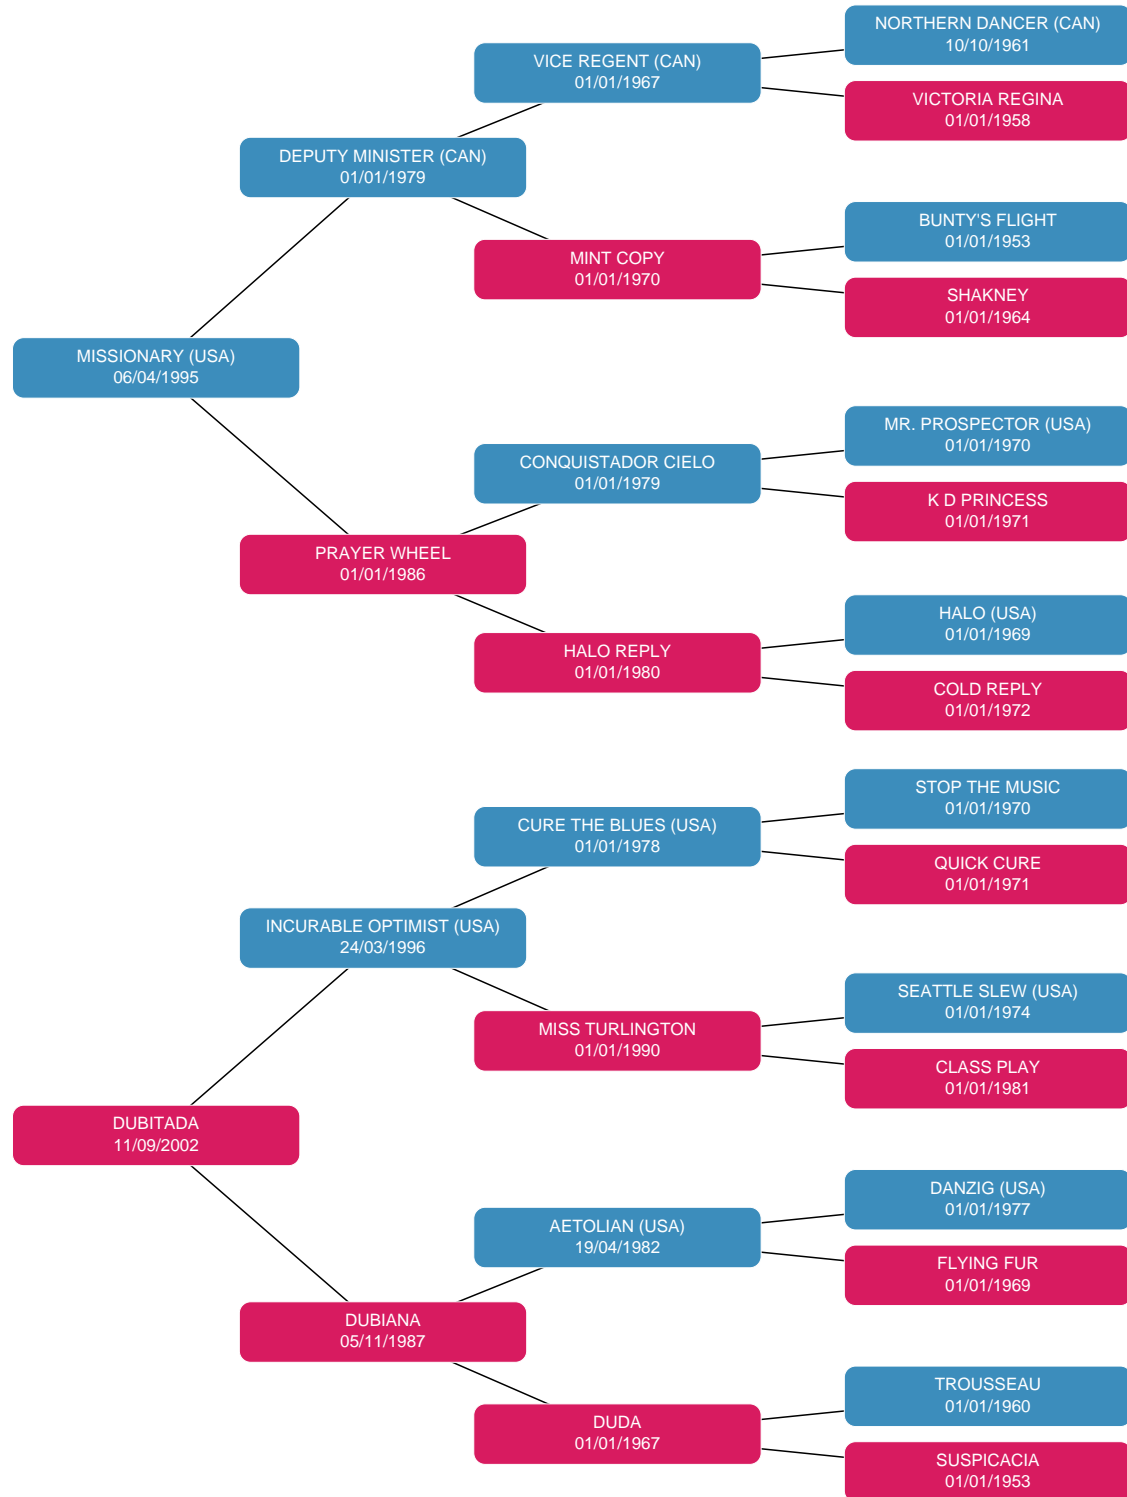 NORTHERN DANCER (CAN)
10/10/1961
VICE REGENT (CAN)
01/01/1967
VICTORIA REGINA
01/01/1958
DEPUTY MINISTER (CAN)
01/01/1979
BUNTY'S FLIGHT
01/01/1953
MINT COPY
01/01/1970
SHAKNEY
01/01/1964
MISSIONARY (USA)
06/04/1995
MR. PROSPECTOR (USA)
01/01/1970
CONQUISTADOR CIELO
01/01/1979
K D PRINCESS
01/01/1971
PRAYER WHEEL
01/01/1986
HALO (USA)
01/01/1969
HALO REPLY
01/01/1980
COLD REPLY
01/01/1972
STOP THE MUSIC
01/01/1970
CURE THE BLUES (USA)
01/01/1978
QUICK CURE
01/01/1971
INCURABLE OPTIMIST (USA)
24/03/1996
SEATTLE SLEW (USA)
01/01/1974
MISS TURLINGTON
01/01/1990
CLASS PLAY
01/01/1981
DUBITADA
11/09/2002
DANZIG (USA)
01/01/1977
AETOLIAN (USA)
19/04/1982
FLYING FUR
01/01/1969
DUBIANA
05/11/1987
TROUSSEAU
01/01/1960
DUDA
01/01/1967
SUSPICACIA
01/01/1953